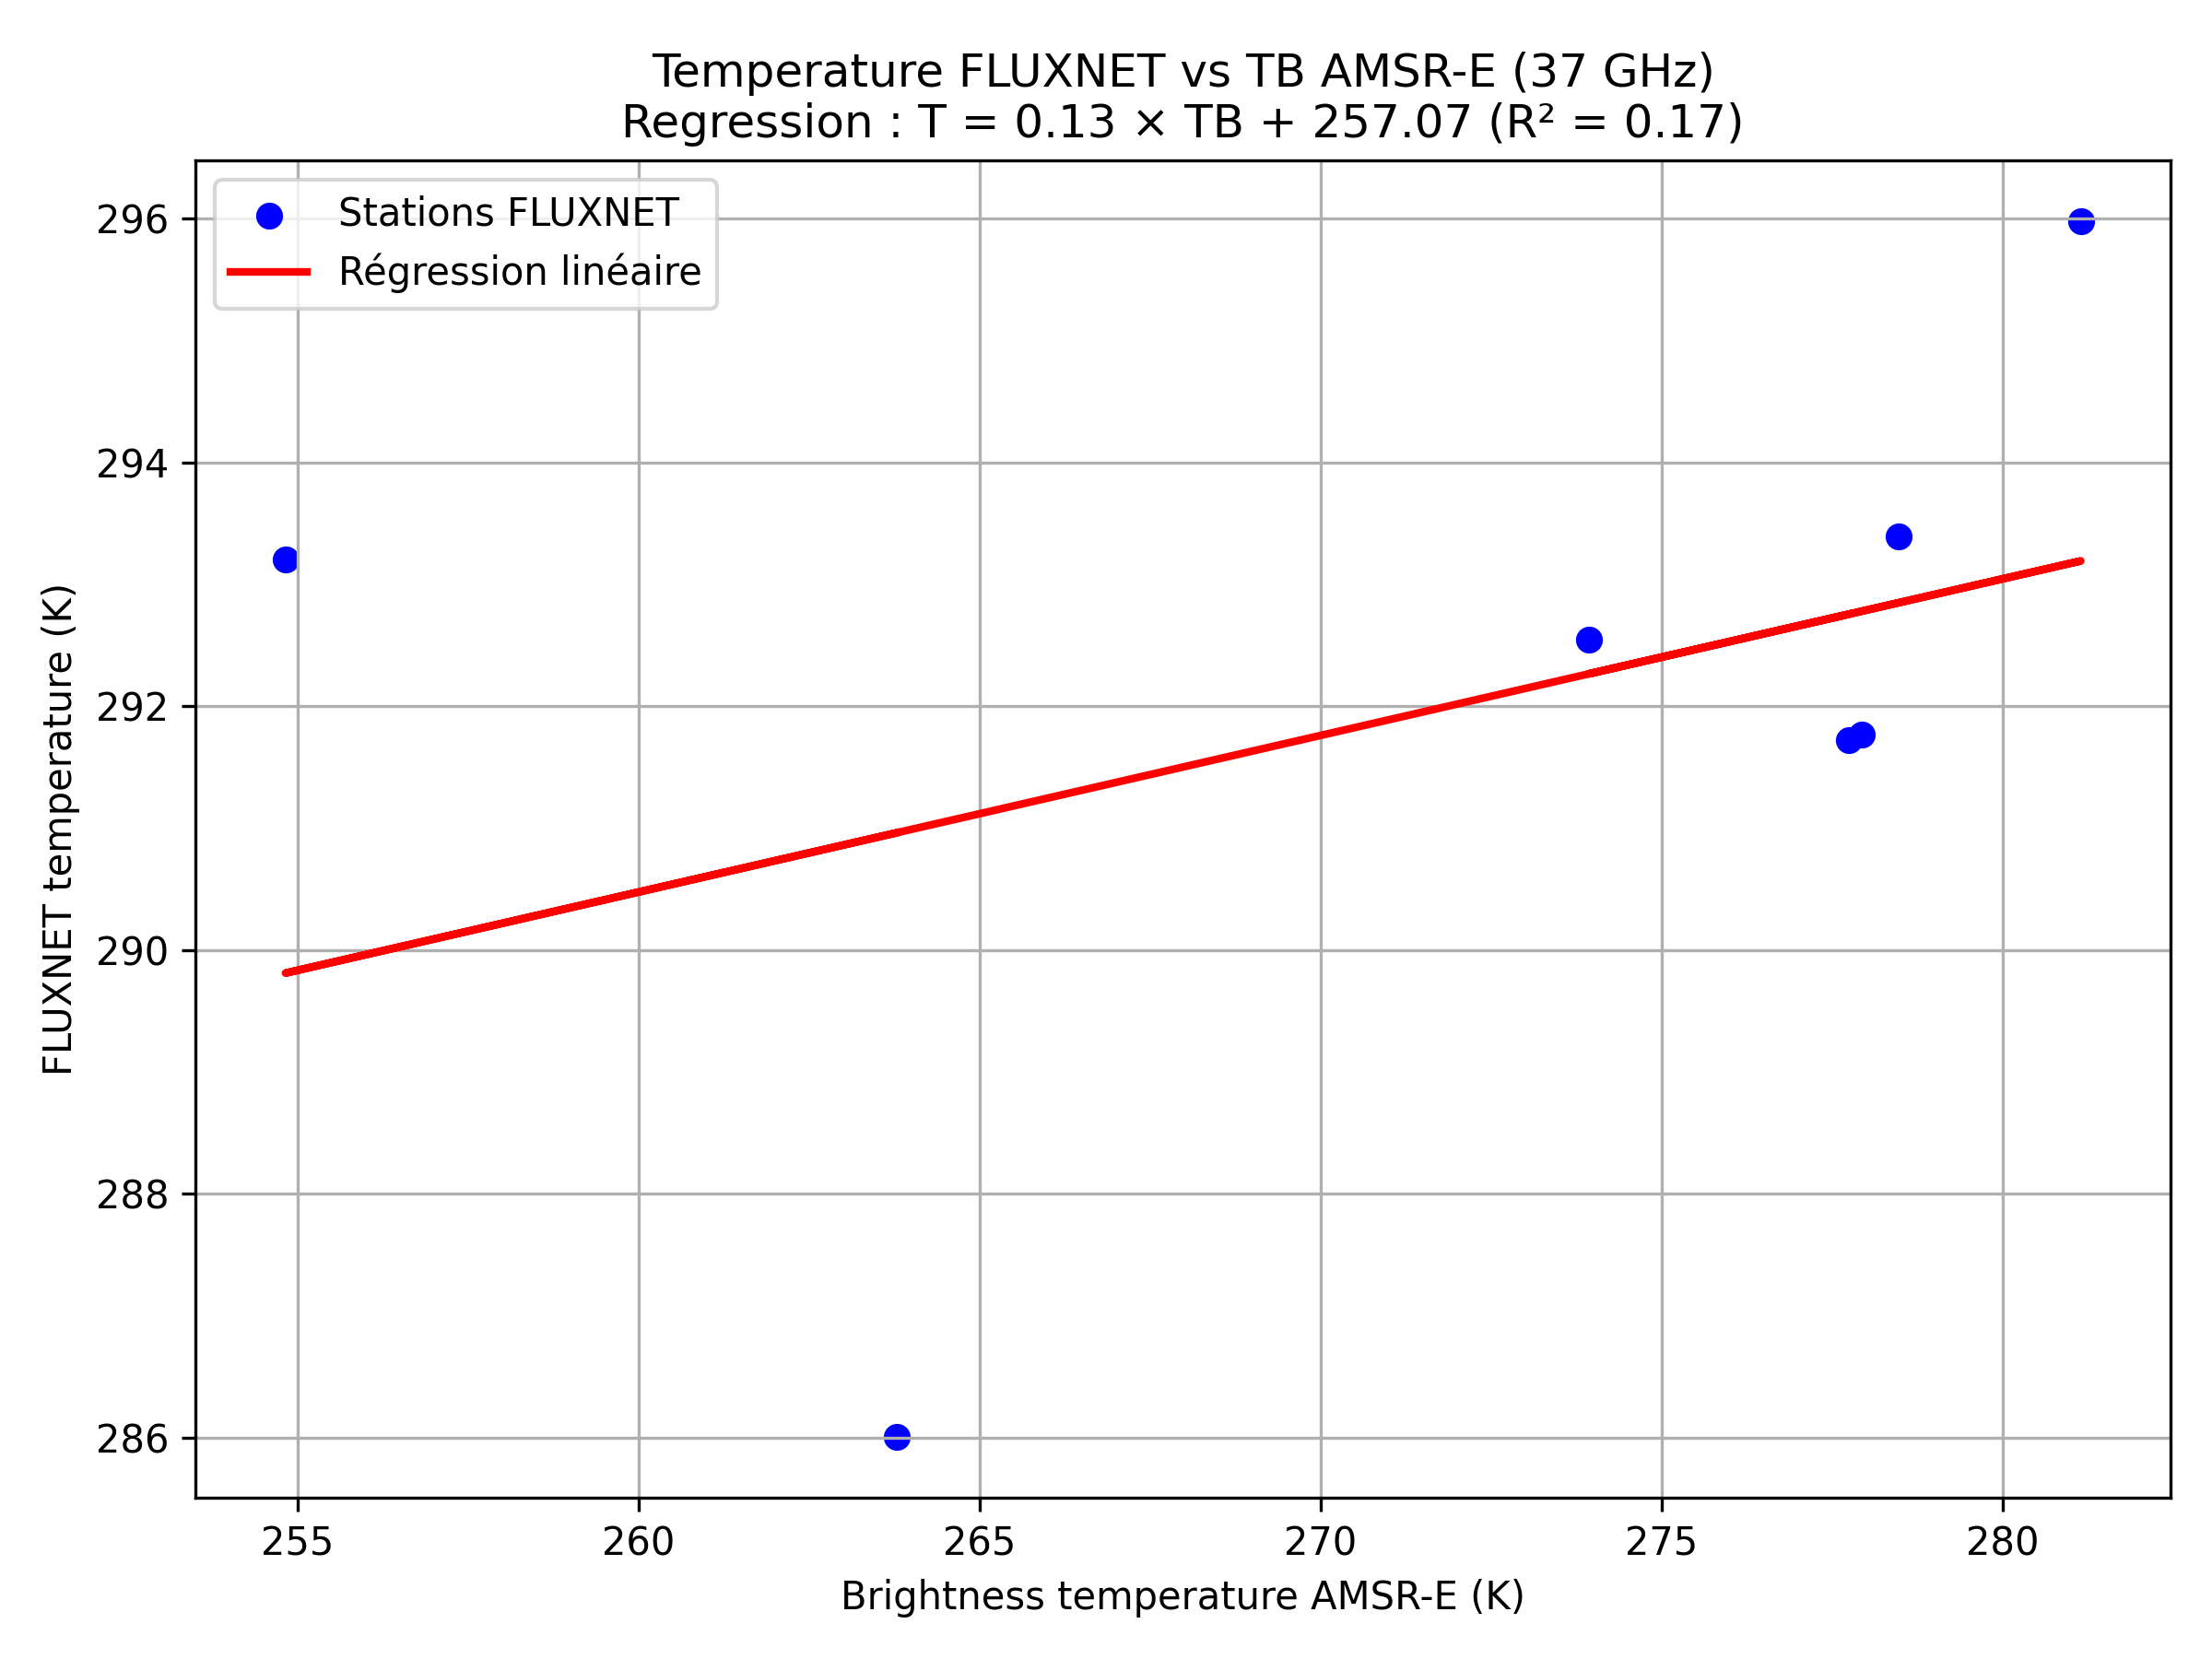 Temperature FLUXNET vs TB AMSR-E (37 GHz)
Regression : T = 0.13 × TB + 257.07 (R² = 0.17)
Stations FLUXNET
Régression linéaire
296
294
292
290
288
286
FLUXNET temperature (K)
255 260 265 270 275 280
Brightness temperature AMSR-E (K)